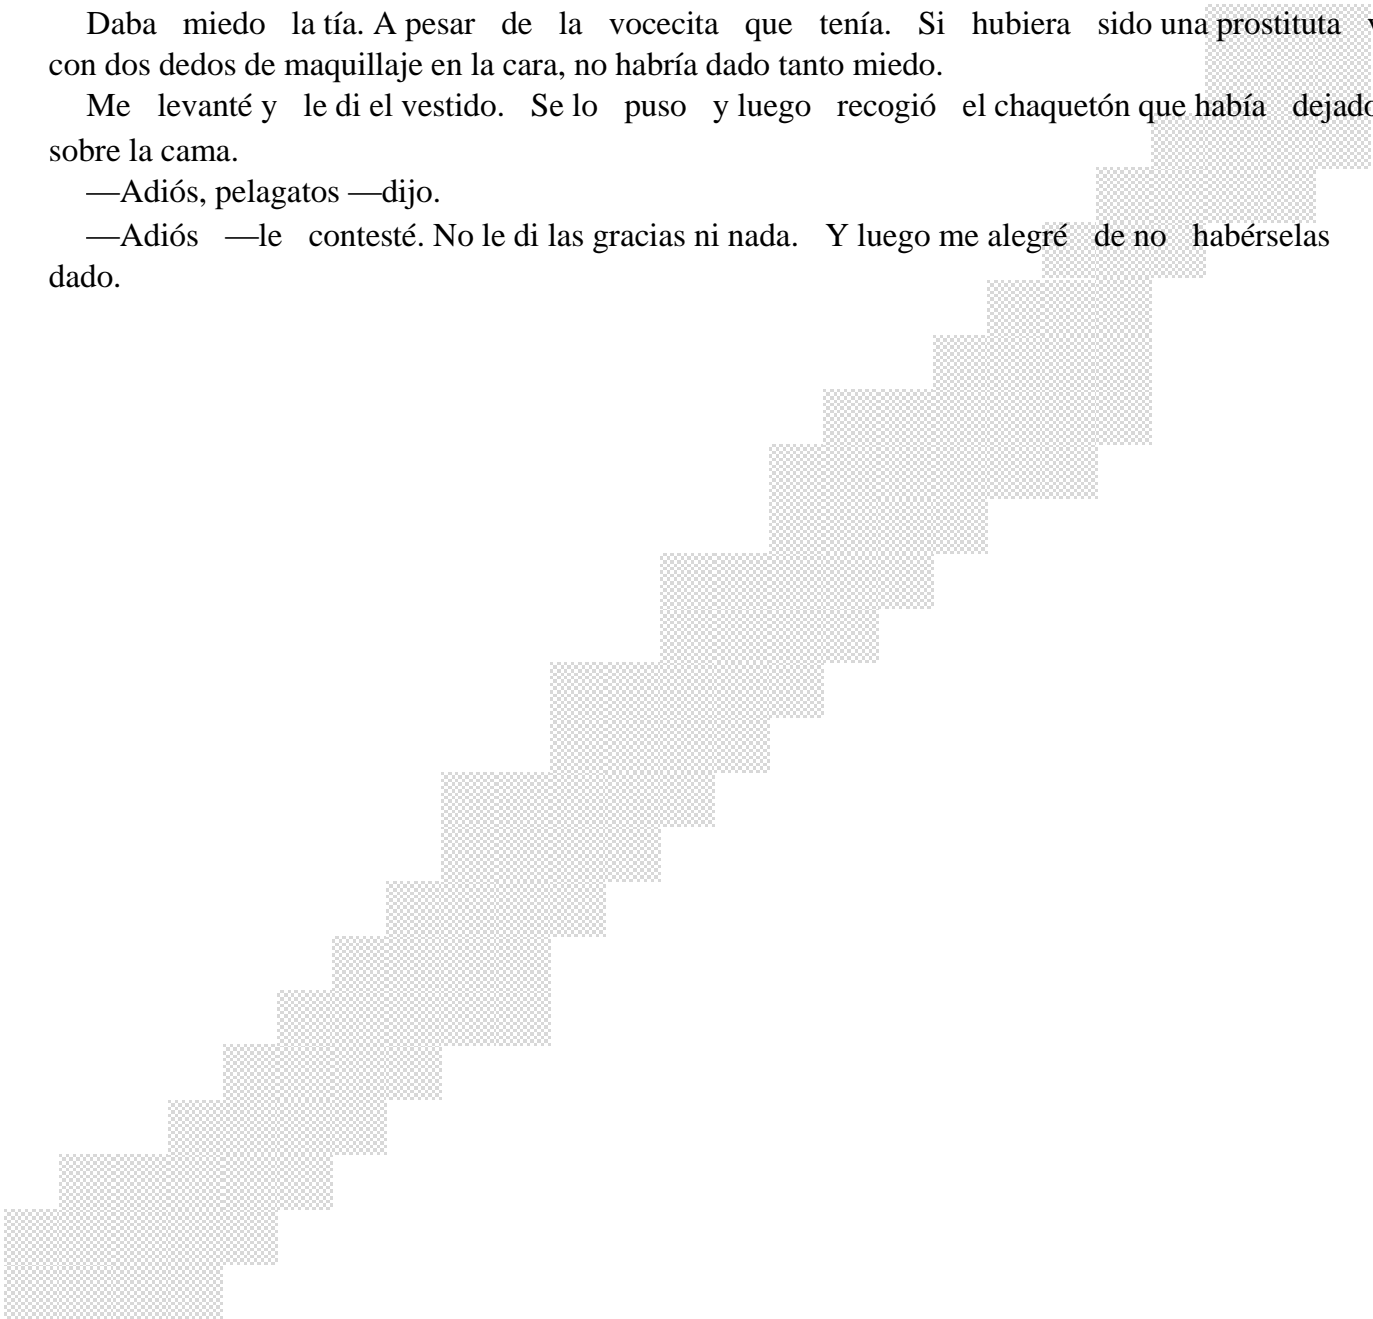 Daba miedo la tía. A pesar de la vocecita que tenía. Si hubiera sido una prostituta
con dos dedos de maquillaje en la cara, no habría dado tanto miedo.
Me levanté y le di el vestido. Se lo puso y luego recogió el chaquetón que había dejado
sobre la cama.
—Adiós, pelagatos —dijo.
—Adiós —le contesté. No le di las gracias ni nada. Y luego me alegré de no habérselas
dado.